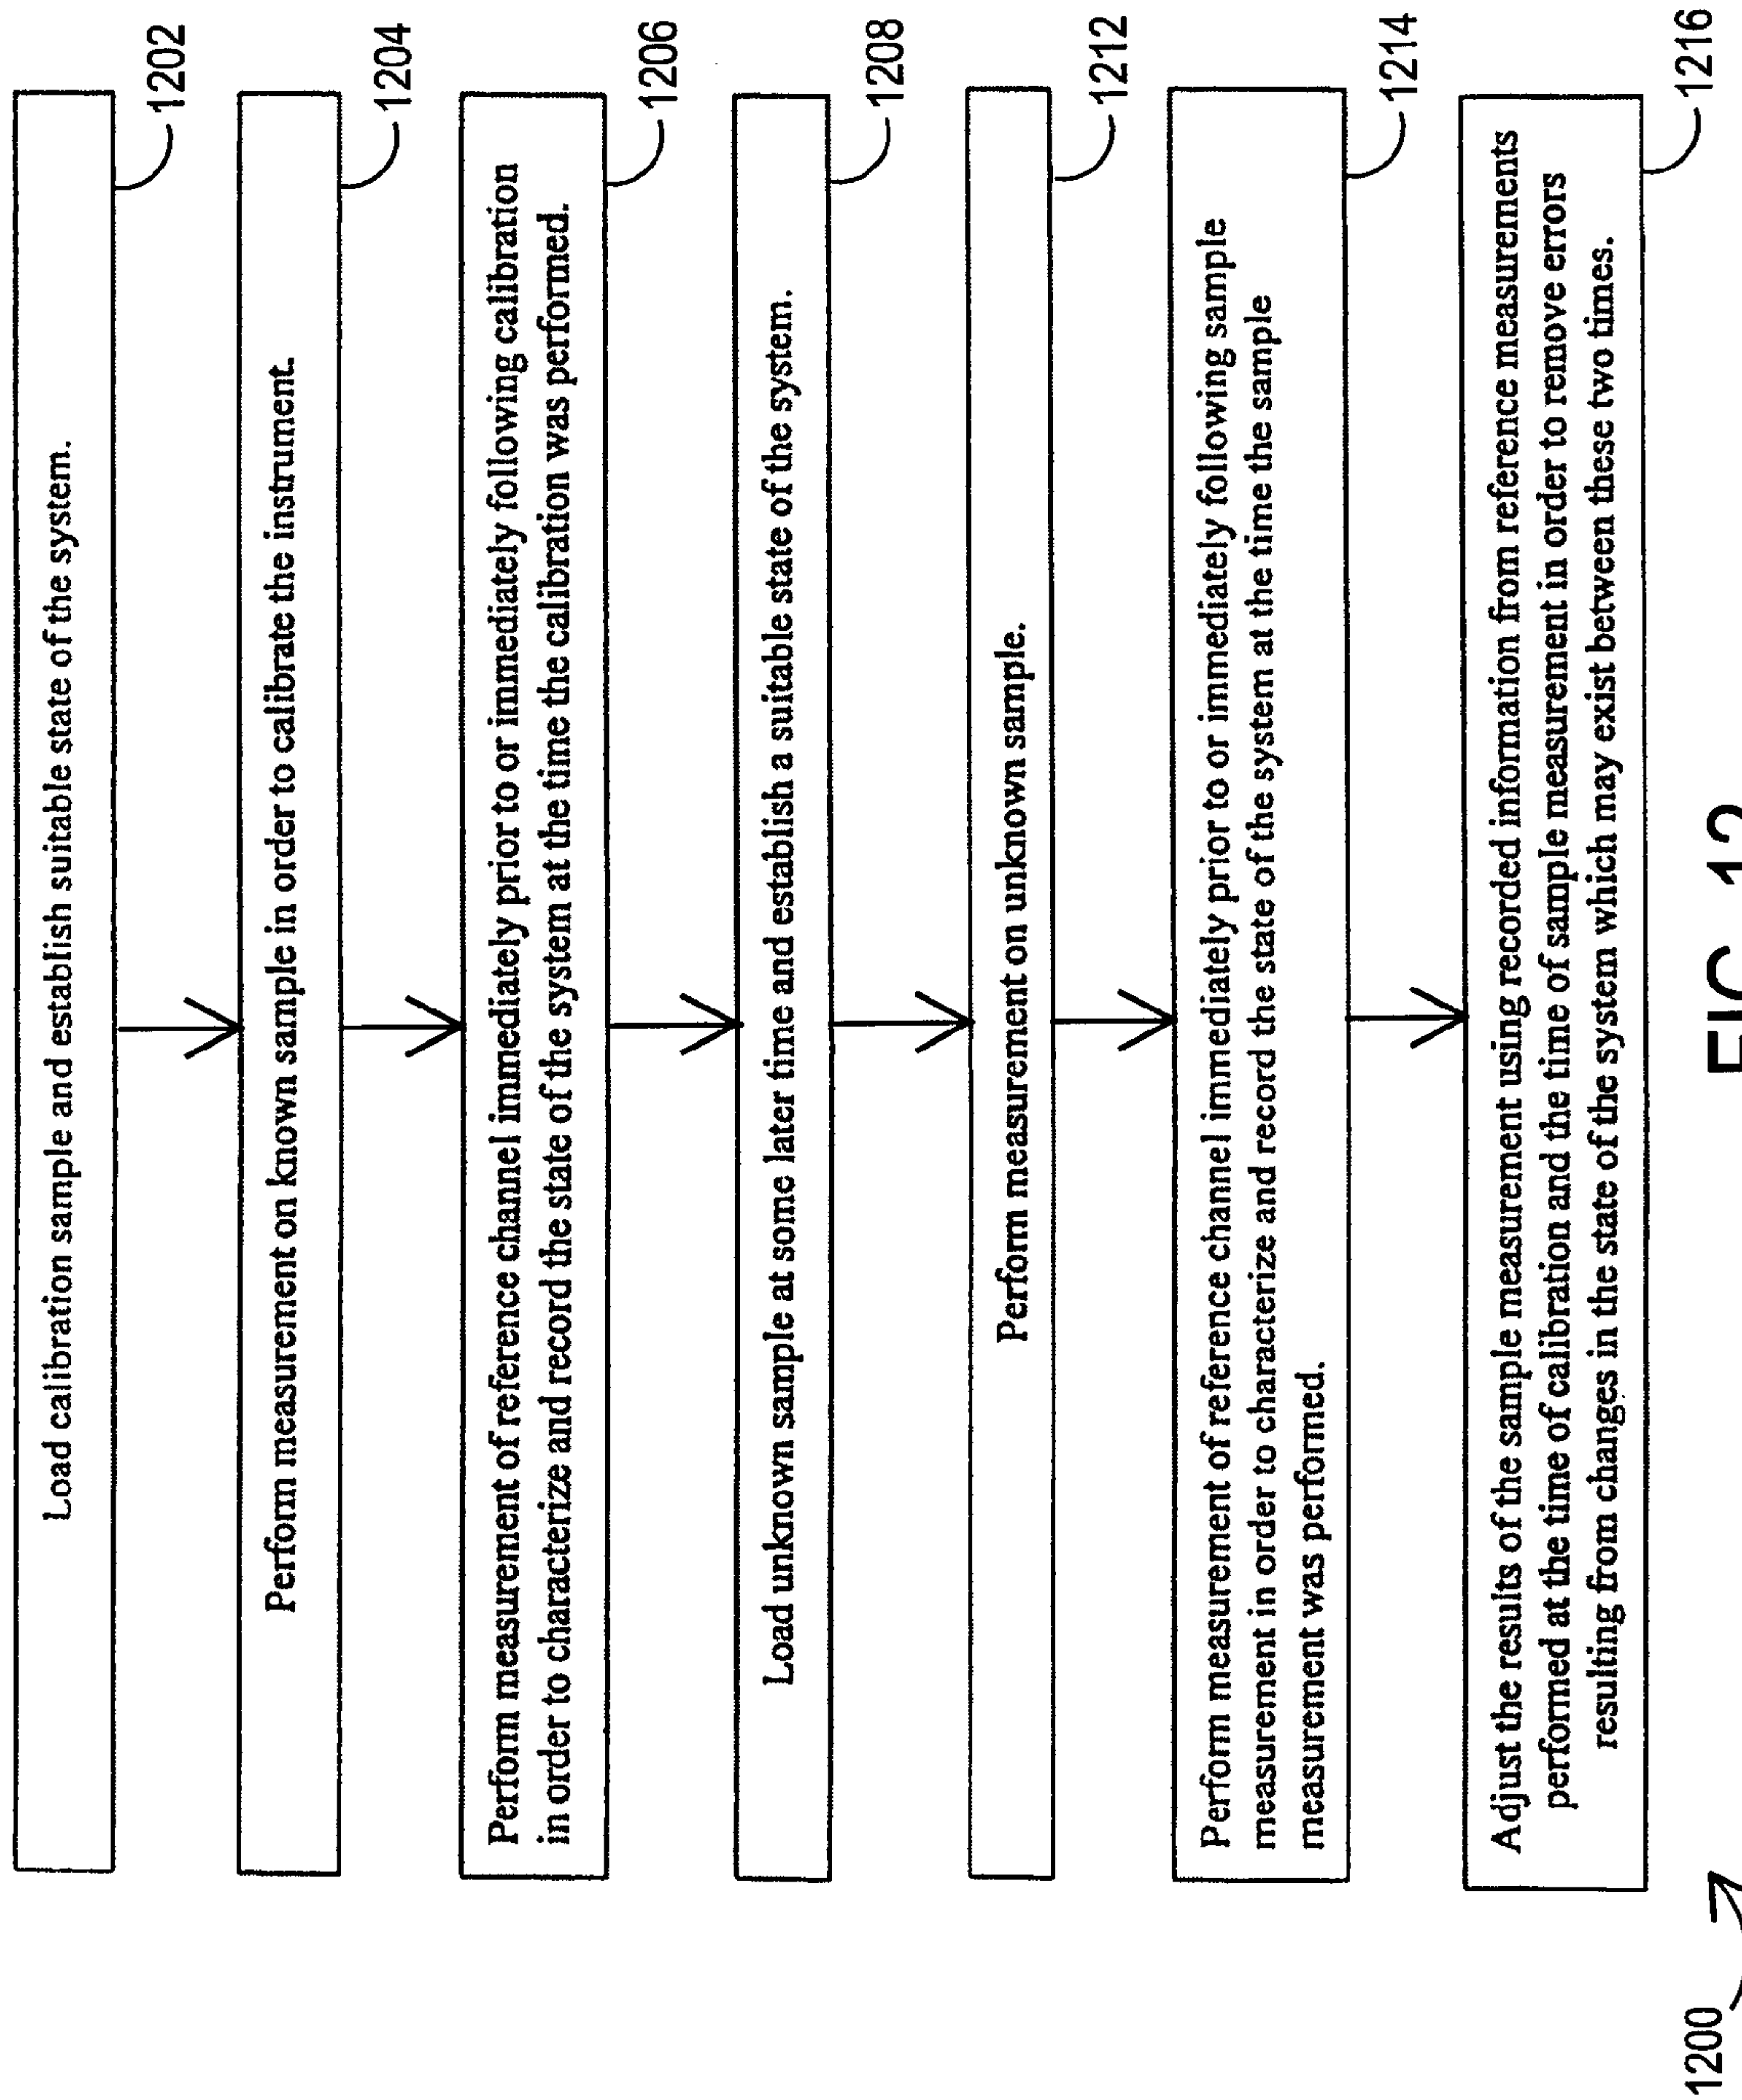 Load calibration sample and establish suitable state of the system.
1202
Perform measurement on known sample in order to calibrate the instrument.
1204
Perform measurement of reference channel immediately prior to or immediately following calibration
in order to characterize and record the state of the system at the time the calibration was performed.
1206
Load unknown sample at some later time and establish a suitable state of the system.
1208
Perform measurement on unknown sample.
1212
Perform measurement of reference channel immediately prior to or immediately following sample
measurement in order to characterize and record the state of the system at the time the sample
measurement was performed.
1214
Adjust the results of the sample measurement using recorded information from reference measurements
performed at the time of calibration and the time of sample measurement in order to remove errors
resulting from changes in the state of the system which may exist between these two times.
1216
1200
FIG. 12